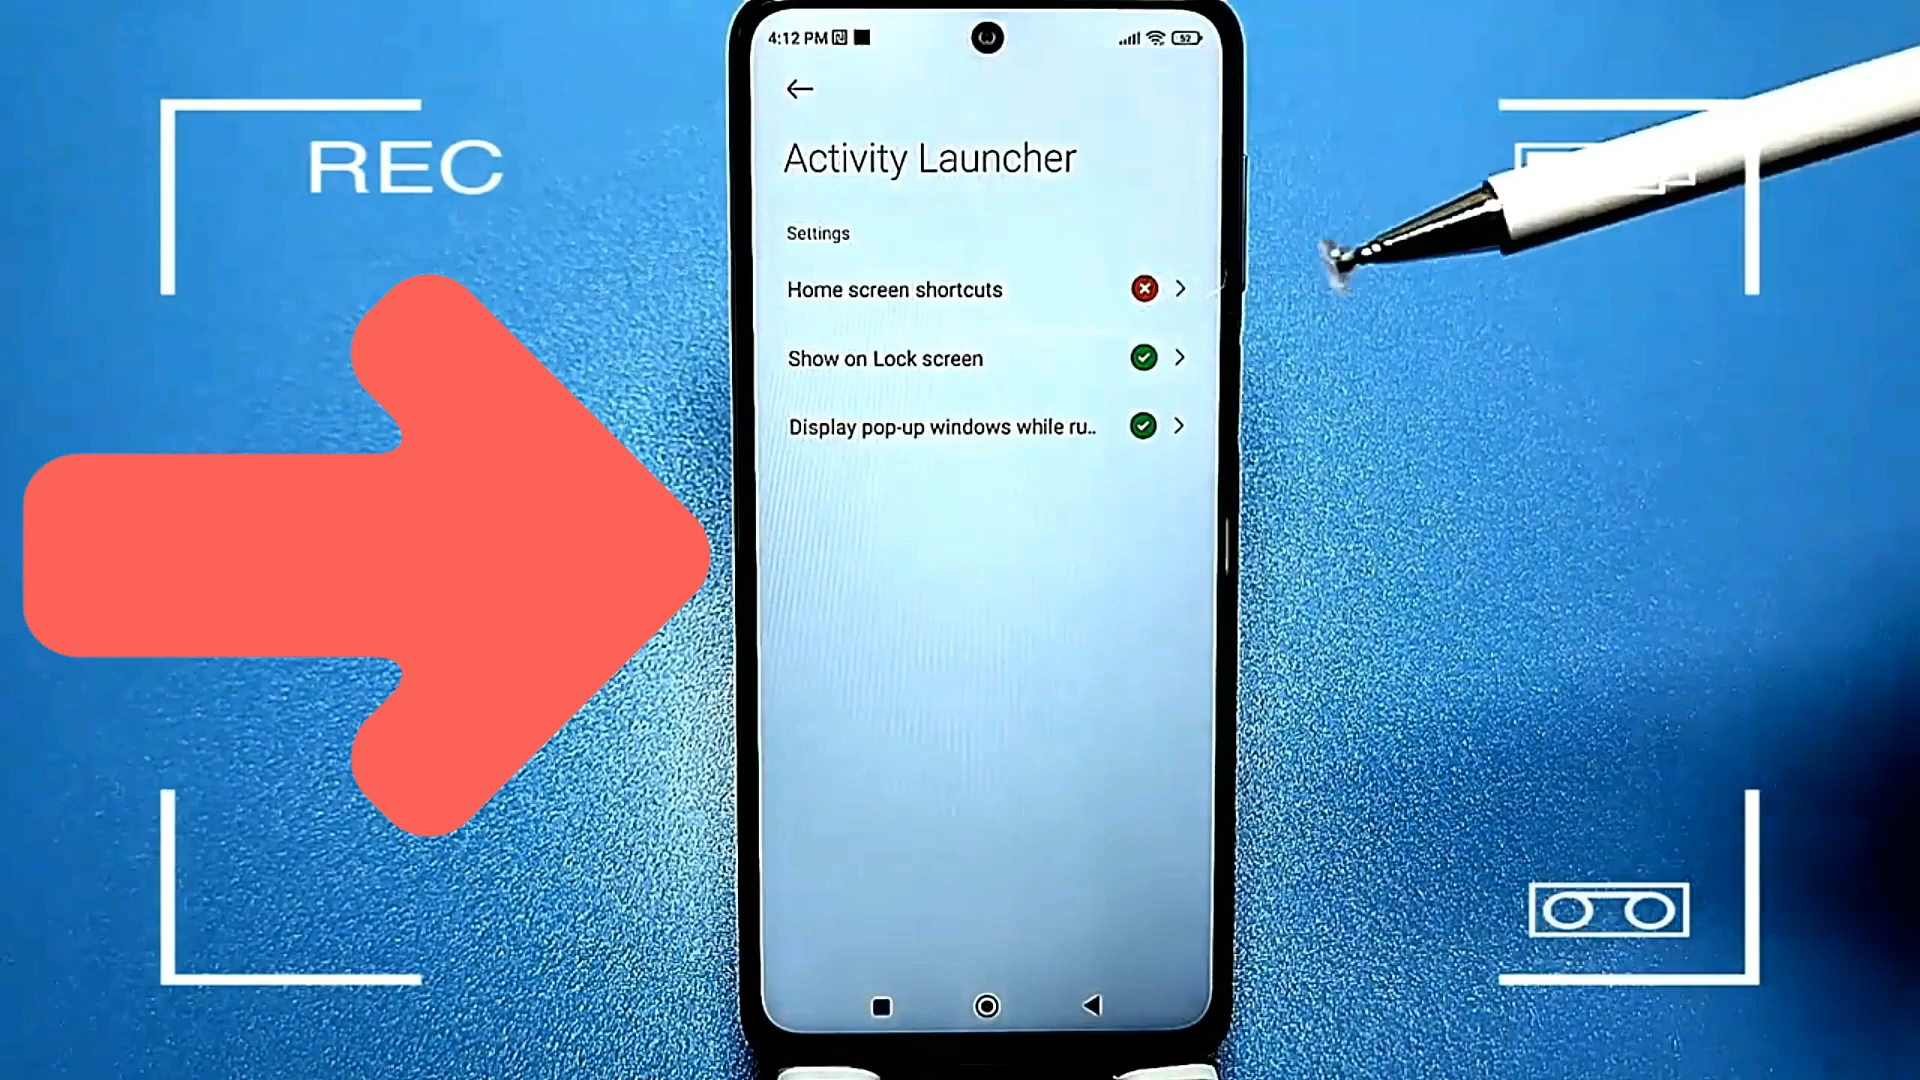 REC
4:12 PM
52
Activity Launcher
Settings
Home screen shortcuts
Show on Lock screen
Display pop-up windows while ru..